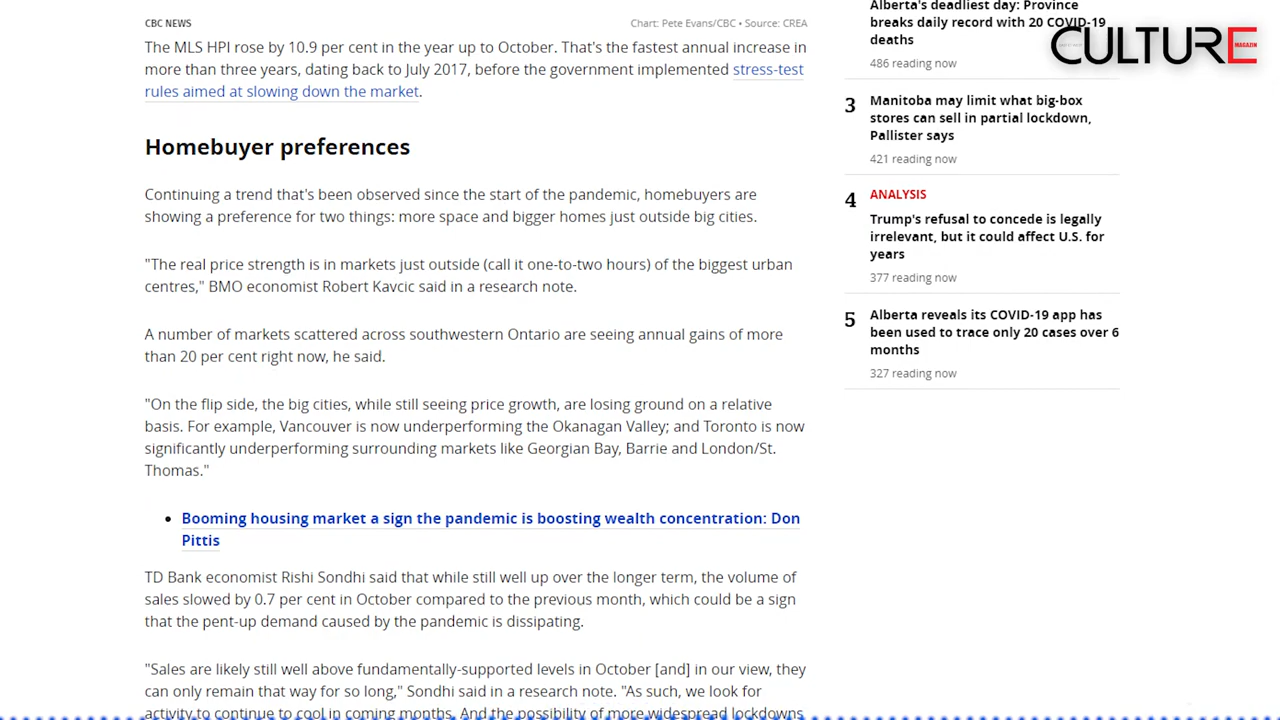 CBC NEWS
Chart: Pete Evans/CBC • Source: CREA
The MLS HPI rose by 10.9 per cent in the year up to October. That's the fastest annual increase in
more than three years, dating back to July 2017, before the government implemented stress-test
rules aimed at slowing down the market.
Homebuyer preferences
Continuing a trend that's been observed since the start of the pandemic, homebuyers are
showing a preference for two things: more space and bigger homes just outside big cities.
"The real price strength is in markets just outside (call it one-to-two hours) of the biggest urban
centres," BMO economist Robert Kavcic said in a research note.
A number of markets scattered across southwestern Ontario are seeing annual gains of more
than 20 per cent right now, he said.
"On the flip side, the big cities, while still seeing price growth, are losing ground on a relative
basis. For example, Vancouver is now underperforming the Okanagan Valley; and Toronto is now
significantly underperforming surrounding markets like Georgian Bay, Barrie and London/St.
Thomas."
• Booming housing market a sign the pandemic is boosting wealth concentration: Don
Pittis
TD Bank economist Rishi Sondhi said that while still well up over the longer term, the volume of
sales slowed by 0.7 per cent in October compared to the previous month, which could be a sign
that the pent-up demand caused by the pandemic is dissipating.
"Sales are likely still well above fundamentally-supported levels in October [and] in our view, they
can only remain that way for so long," Sondhi said in a research note. "As such, we look for
activity to continue to cool in coming months. And the possibility of more widespread lockdowns
Alberta's deadliest day: Province
breaks daily record with 20 COVID-19
deaths
486 reading now
3
Manitoba may limit what big-box
stores can sell in partial lockdown,
Pallister says
421 reading now
4
ANALYSIS
Trump's refusal to concede is legally
irrelevant, but it could affect U.S. for
years
377 reading now
5
Alberta reveals its COVID-19 app has
been used to trace only 20 cases over 6
months
327 reading now
CULTURE
MAGAZIN